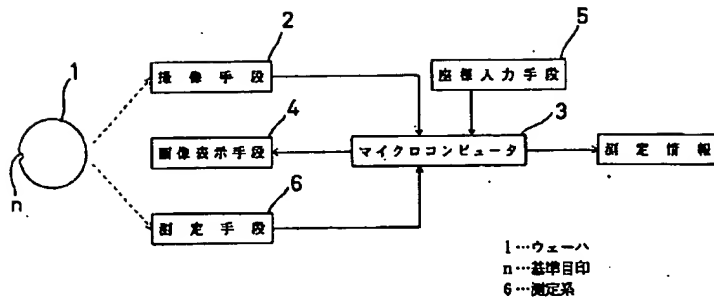 2
5
1
撮像手段
座標入力手段
4
3
画像表示手段
マイクロコンピュータ
測定情報
n
6
測定手段
1…ウェーハ
n…基準目印
6…測定系